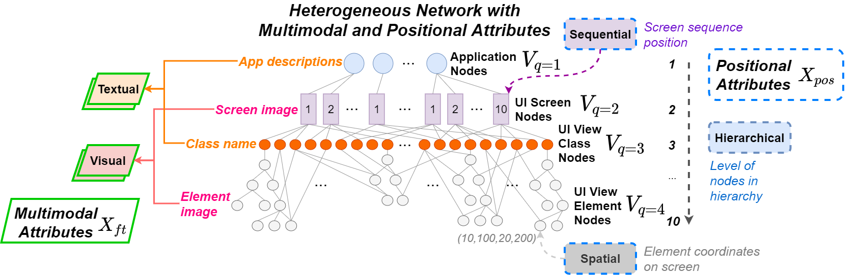 Heterogeneous Network with
Multimodal and Positional Attributes
Sequential
Screen sequence
position
App descriptions
...
Application
Nodes
V_{q=1}
1
Positional
Attributes X_{pos}
Textual
Screen image
1 2 ... 1 ... 1 2 ... 10
UI Screen
Nodes
V_{q=2}
2
Class name
...
UI View
Class
Nodes
V_{q=3}
3
Hierarchical
Visual
Level of
nodes in
hierarchy
...
Element
image
...
...
UI View
Element
Nodes
V_{q=4}
10
Multimodal
Attributes X_{ft}
(10,100,20,200)
Spatial
Element coordinates
on screen